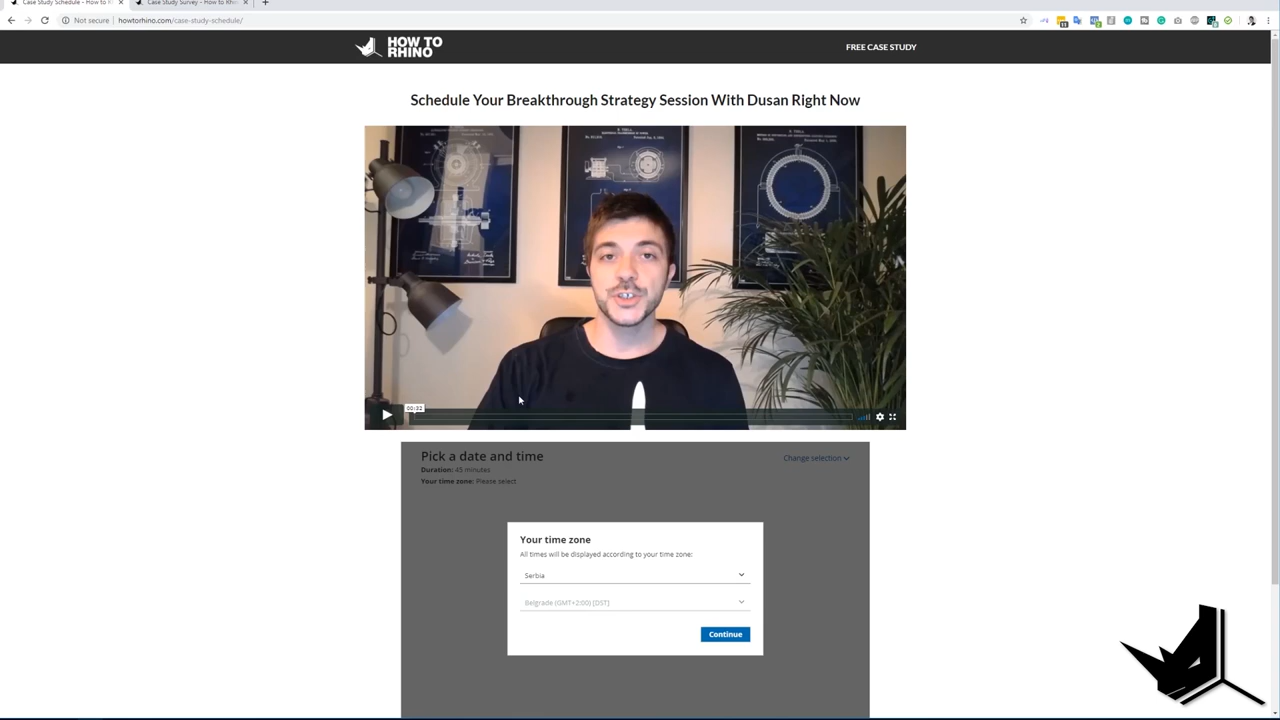 Case Study Schedule - How to R
Case Study Survey - How to Rhin
Not secure
howtorhino.com/case-study-schedule/
HOW TO
RHINO
FREE CASE STUDY
Schedule Your Breakthrough Strategy Session With Dusan Right Now
00:32
Pick a date and time
Change selection
Duration: 45 minutes
Your time zone: Please select
Your time zone
All times will be displayed according to your time zone:
Serbia
Belgrade (GMT+2:00) [DST]
Continue